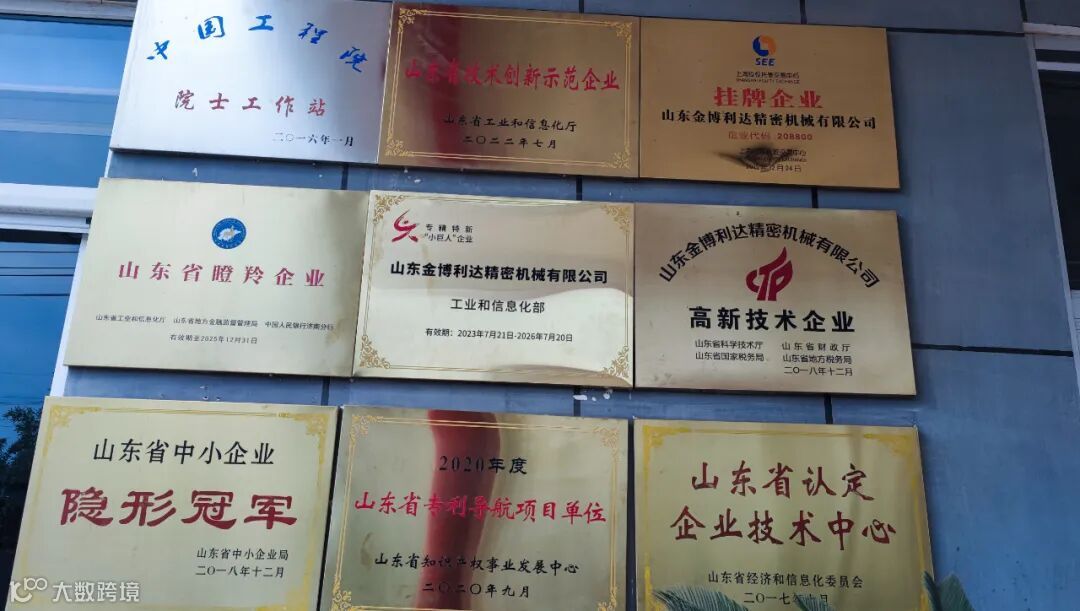 中国工程院
院士工作站
二〇一六年一月
山东省技术创新示范企业
山东省工业和信息化厅
二〇二二年七月
SEE
上海股权托管交易中心
挂牌企业
山东金博利达精密机械有限公司
企业代码 208800
山东省瞪羚企业
山东省工业和信息化厅 山东省地方金融监督管理局 中国人民银行济南分行
有效期至2025年12月31日
专精特新
“小巨人”企业
山东金博利达精密机械有限公司
工业和信息化部
有效期：2023年7月21日-2026年7月20日
山东金博利达精密机械有限公司
高新技术企业
山东省科学技术厅 山东省财政厅
山东省国家税务局 山东省地方税务局
二〇一八年十二月
山东省中小企业
隐形冠军
山东省中小企业局
二〇一八年十二月
2020年度
山东省专利导航项目单位
山东省知识产权事业发展中心
二〇二〇年九月
山东省认定
企业技术中心
山东省经济和信息化委员会
二〇一七年
大数跨境